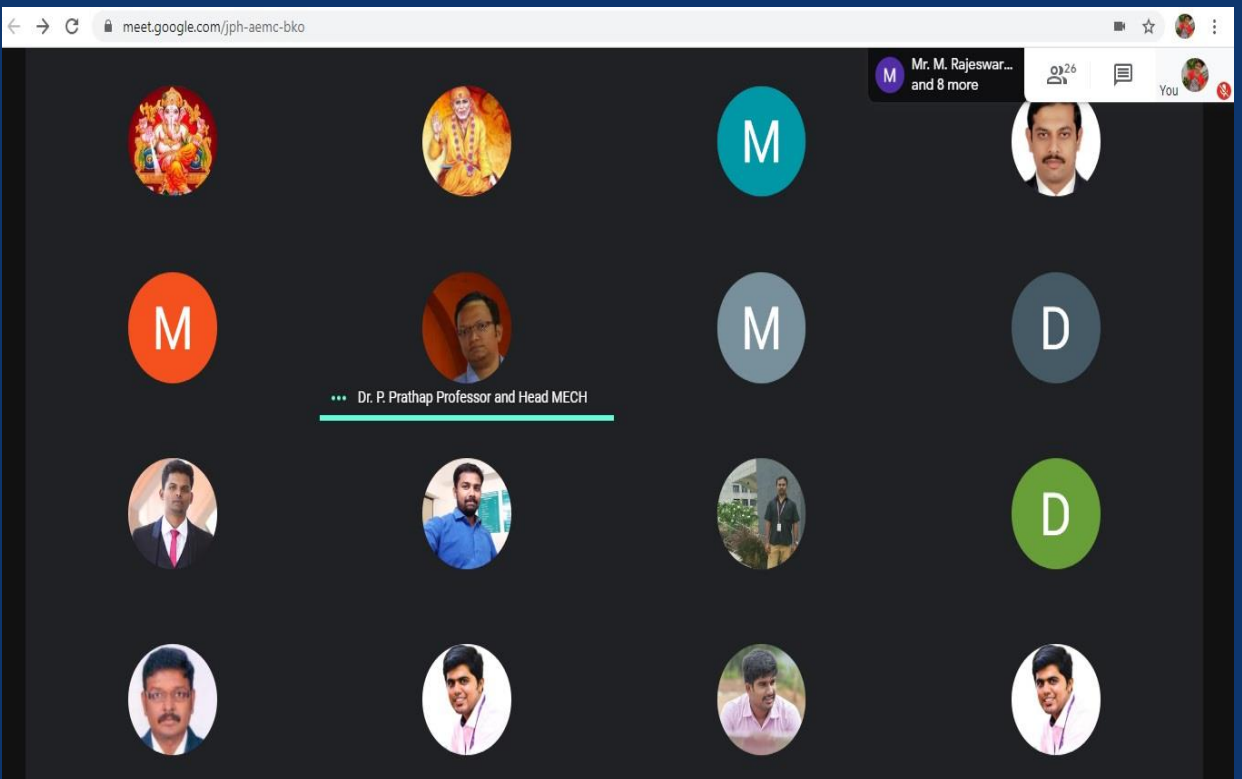 meet.google.com/jph-aemc-bko
M
Mr. M. Rajeswar...
and 8 more
26
You
M
M
M
D
Dr. P. Prathap Professor and Head MECH
D